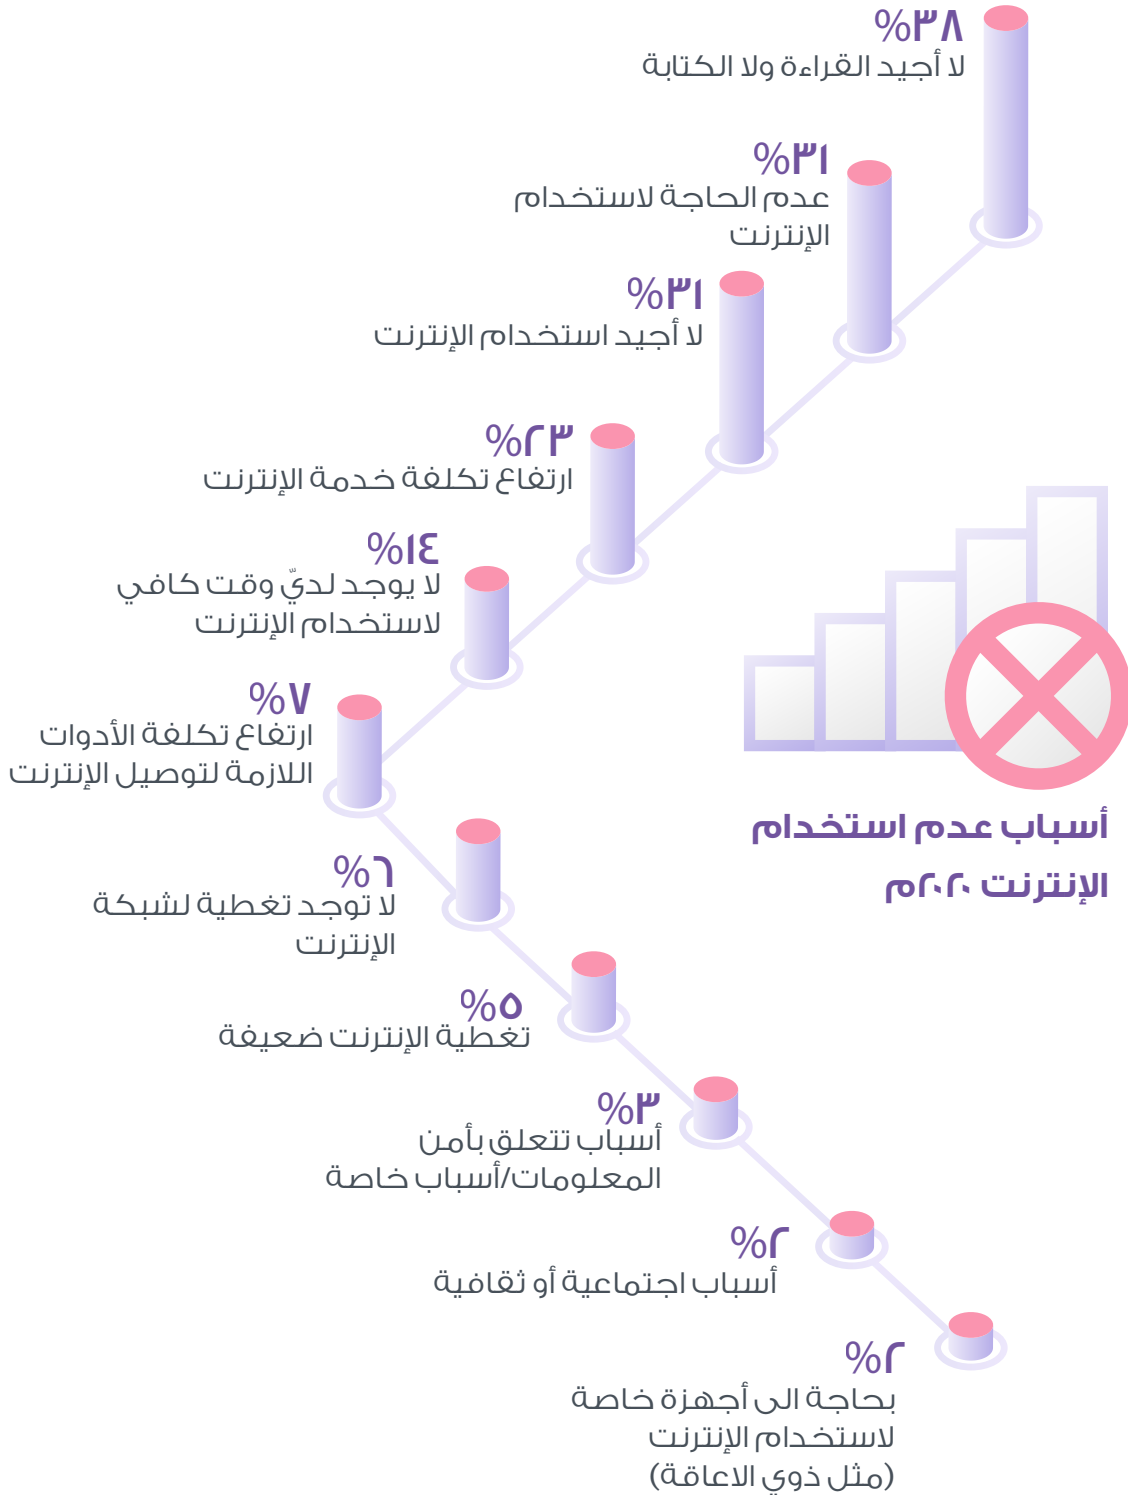 %٣٨
لا أجيد القراءة ولا الكتابة
%٣١
عدم الحاجة لاستخدام
الإنترنت
%٣١
لا أجيد استخدام الإنترنت
%٢٣
ارتفاع تكلفة خدمة الإنترنت
%١٤
لا يوجد لديّ وقت كافي
لاستخدام الإنترنت
%٧
ارتفاع تكلفة الأدوات
اللازمة لتوصيل الإنترنت
أسباب عدم استخدام
الإنترنت ٢٠٢٠م
%٦
لا توجد تغطية لشبكة
الإنترنت
%٥
تغطية الإنترنت ضعيفة
%٣
أسباب تتعلق بأمن
المعلومات/أسباب خاصة
%٢
أسباب اجتماعية أو ثقافية
%٢
بحاجة الى أجهزة خاصة
لاستخدام الإنترنت
(مثل ذوي الاعاقة)